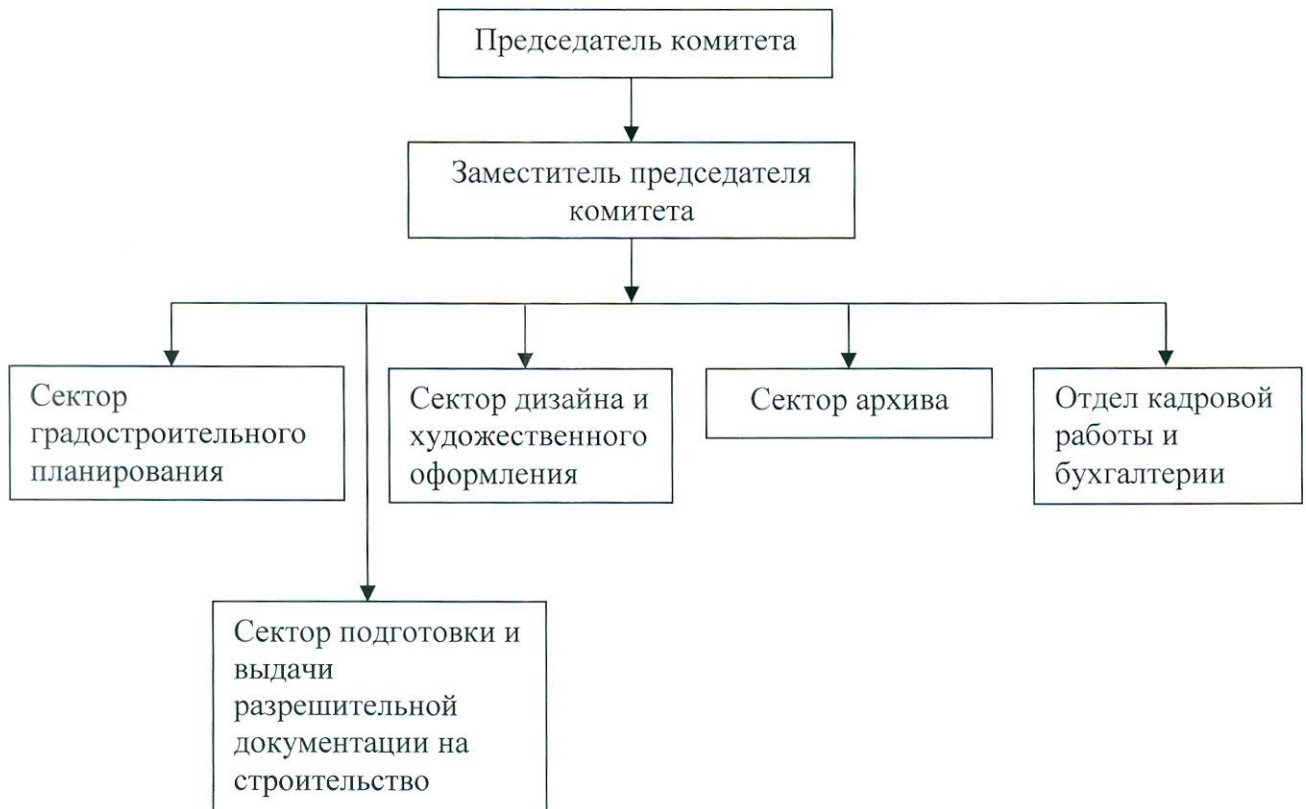 Председатель комитета
Заместитель председателя
комитета
Сектор
градостроительного
планирования
Сектор дизайна и
художественного
оформления
Сектор архива
Отдел кадровой
работы и
бухгалтерии
Сектор подготовки и
выдачи
разрешительной
документации на
строительство